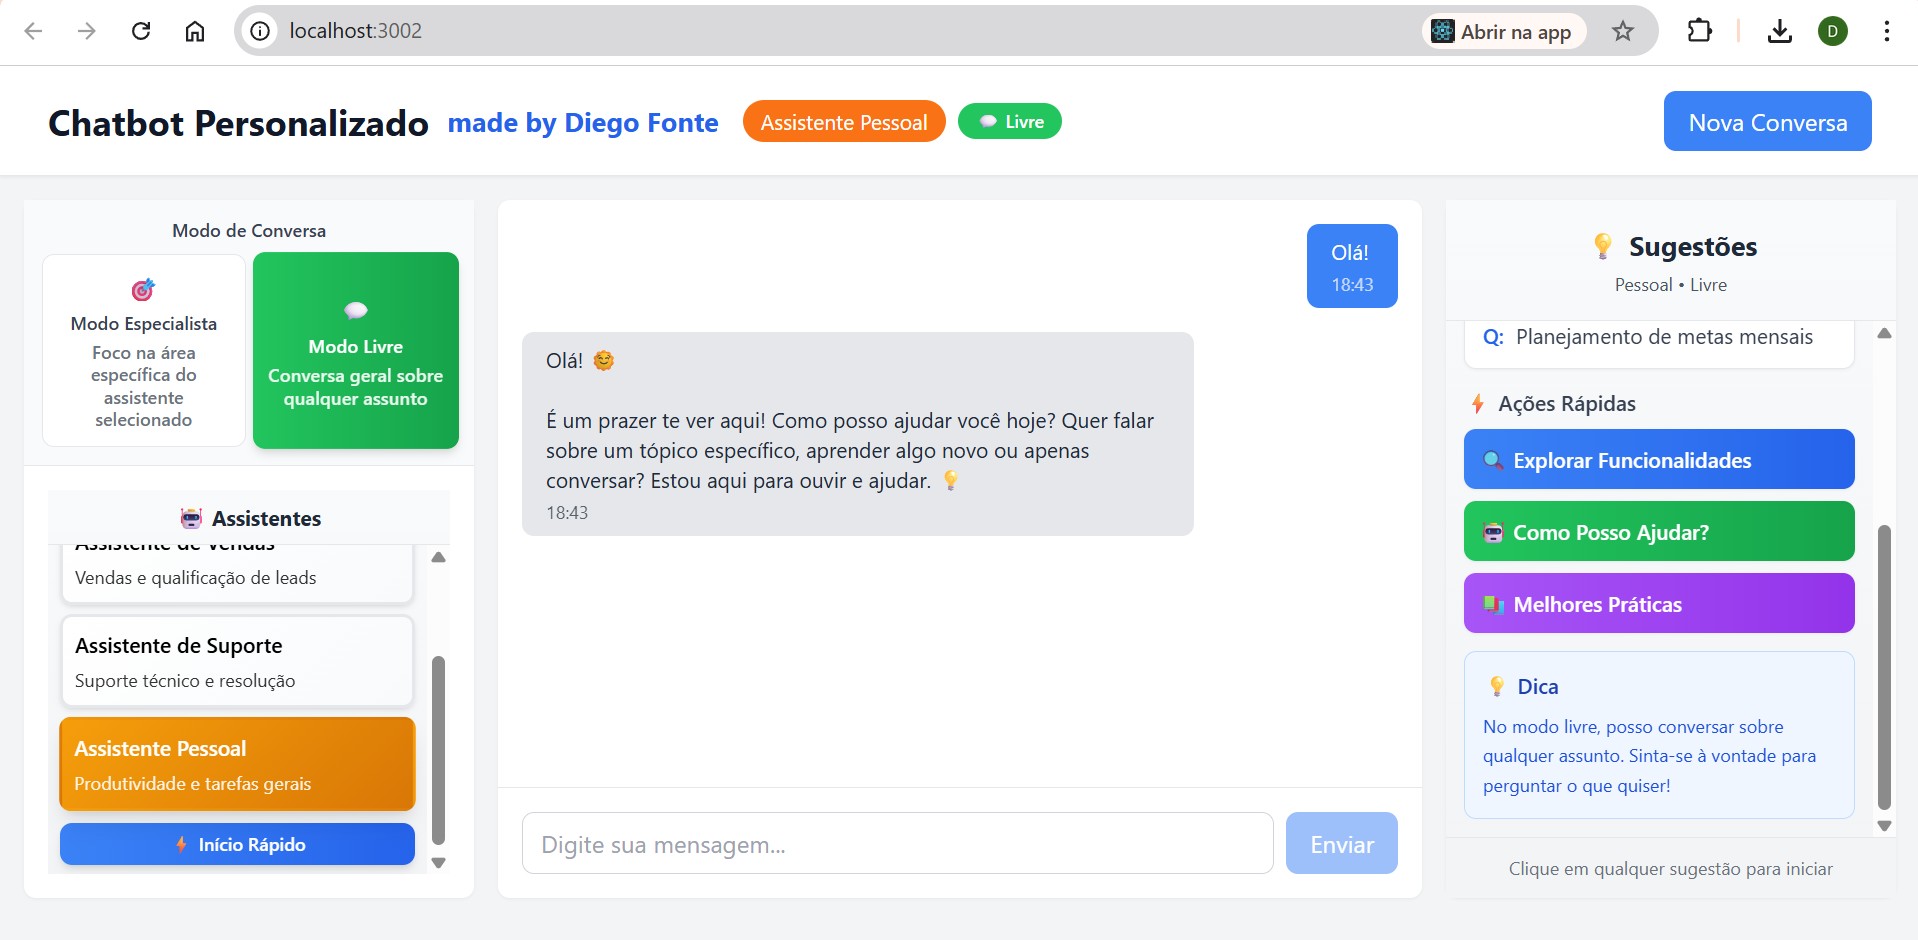 localhost:3002
Abrir na app
D
Chatbot Personalizado made by Diego Fonte
Assistente Pessoal
Livre
Nova Conversa
Modo de Conversa
Modo Especialista
Foco na área
específica do
assistente
selecionado
Modo Livre
Conversa geral sobre
qualquer assunto
Assistentes
Assistente de Vendas
Vendas e qualificação de leads
Assistente de Suporte
Suporte técnico e resolução
Assistente Pessoal
Produtividade e tarefas gerais
Início Rápido
Olá!
18:43
Olá!
É um prazer te ver aqui! Como posso ajudar você hoje? Quer falar
sobre um tópico específico, aprender algo novo ou apenas
conversar? Estou aqui para ouvir e ajudar.
18:43
Digite sua mensagem...
Enviar
Sugestões
Pessoal • Livre
Q: Planejamento de metas mensais
Ações Rápidas
Explorar Funcionalidades
Como Posso Ajudar?
Melhores Práticas
Dica
No modo livre, posso conversar sobre
qualquer assunto. Sinta-se à vontade para
perguntar o que quiser!
Clique em qualquer sugestão para iniciar